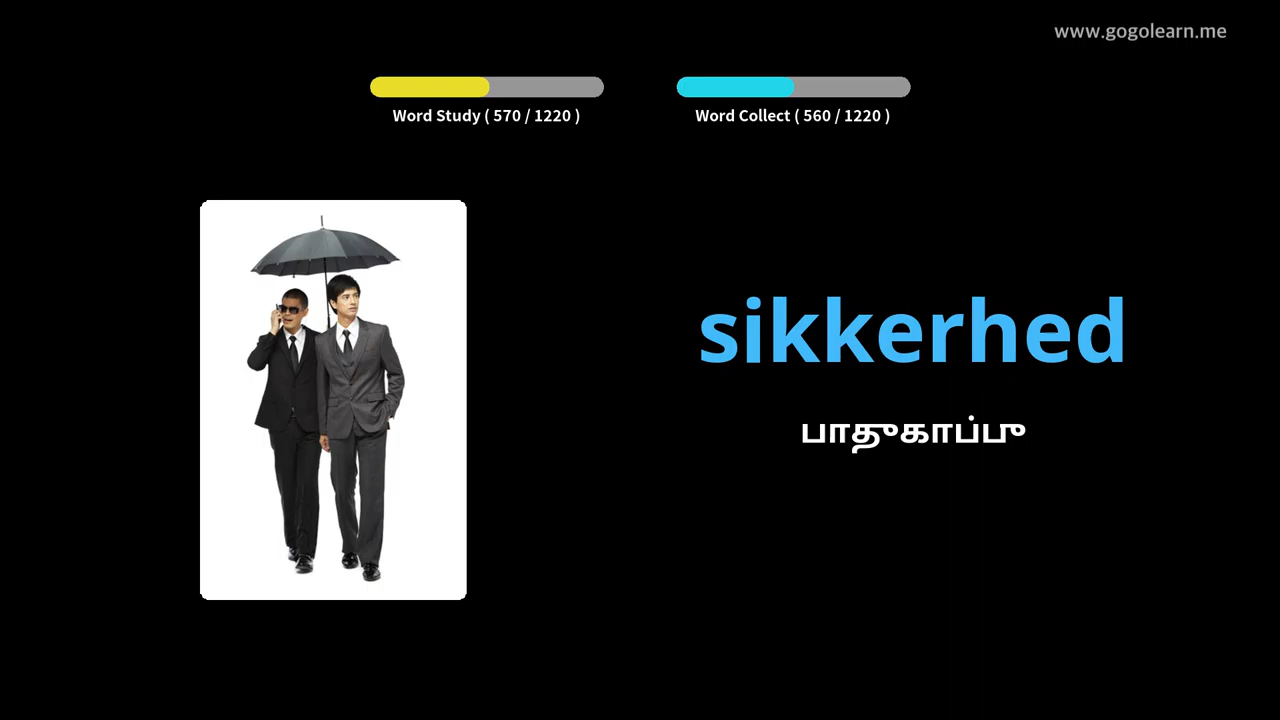 www.gogolearn.me
Word Study ( 570 / 1220 )
Word Collect ( 560 / 1220 )
sikkerhed
பாதுகாப்பு